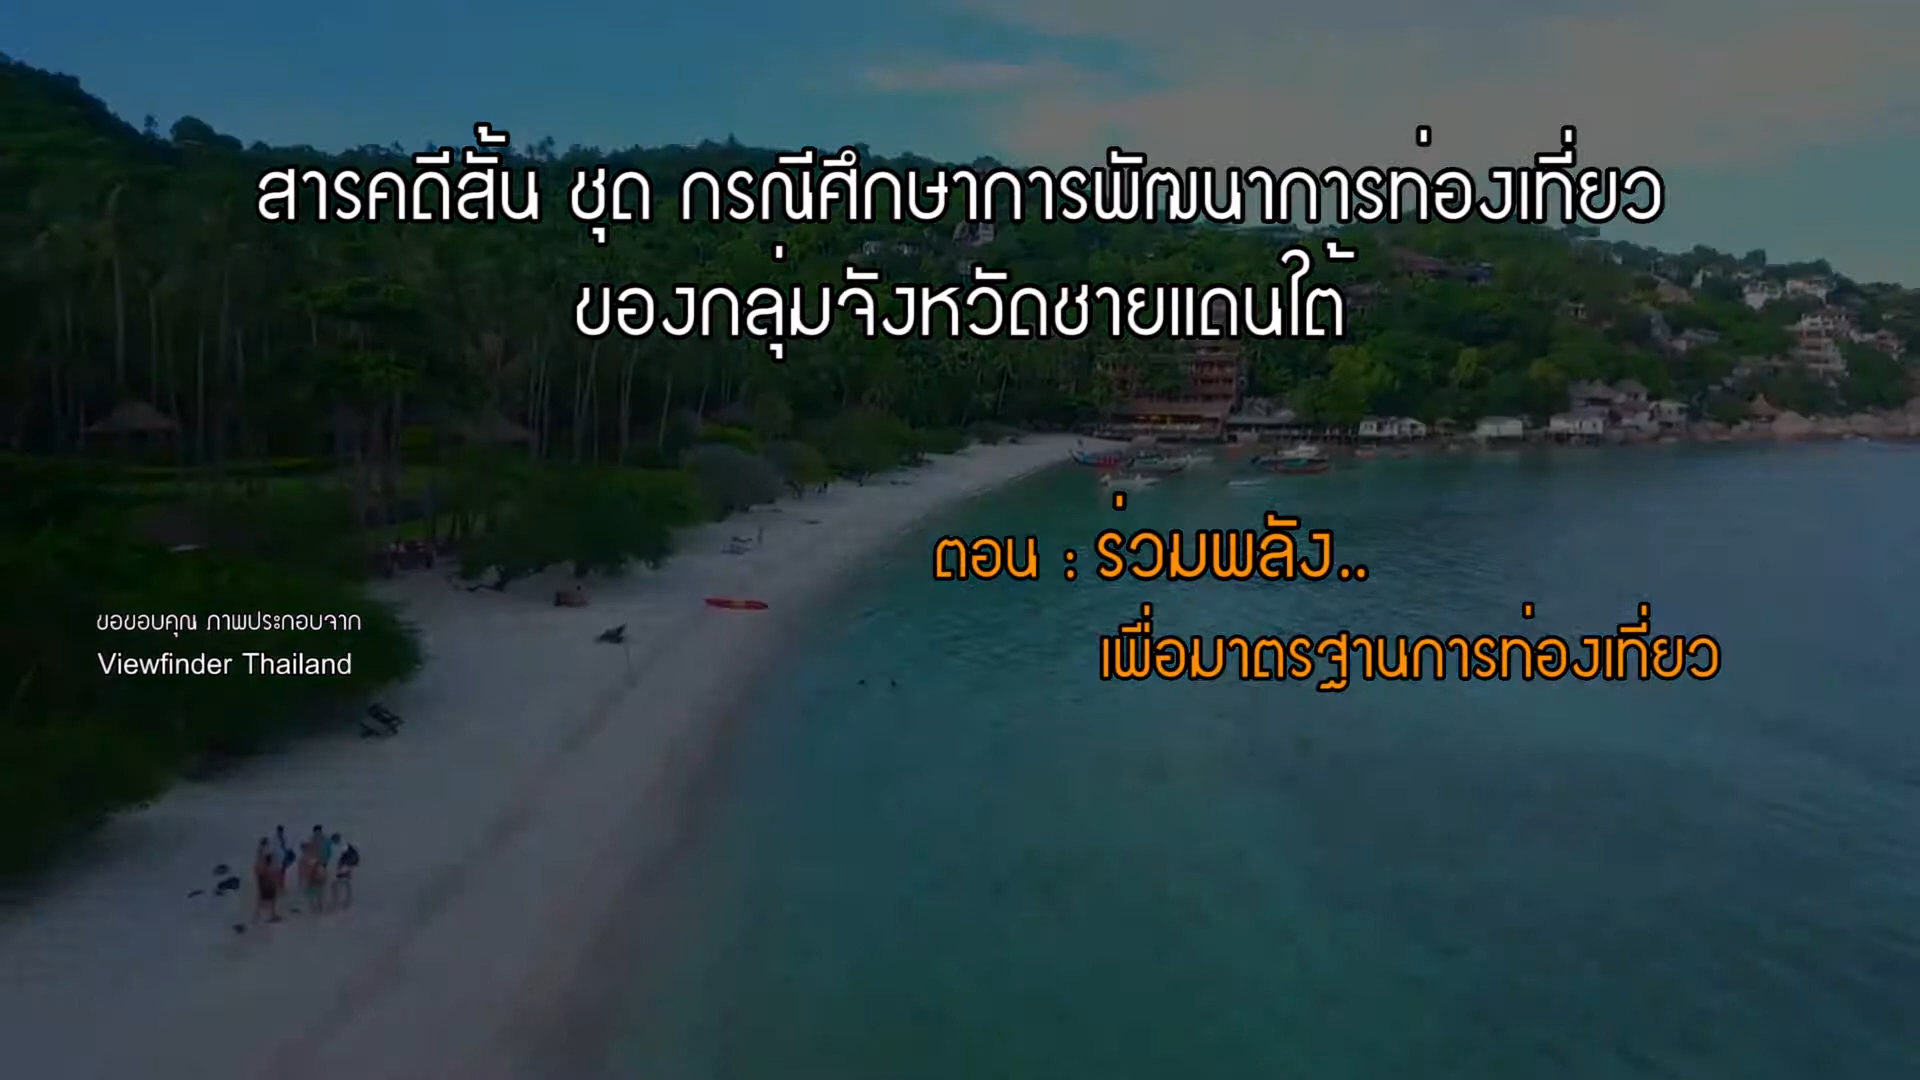 สารคดีสั้น ชุด กรณีศึกษาการพัฒนาการท่องเที่ยว
ของกลุ่มจังหวัดชายแดนใต้
ตอน : ร่วมพลัง..
เพื่อมาตรฐานการท่องเที่ยว
ขอขอบคุณ ภาพประกอบจาก
Viewfinder Thailand